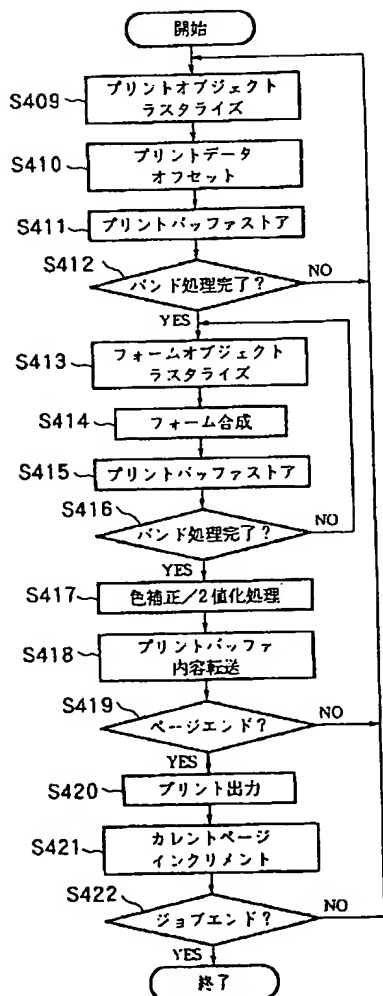 開始
S409
プリントオブジェクト
ラスタライズ
S410
プリントデータ
オフセット
S411
プリントバッファストア
S412
バンド処理完了?
NO
YES
S413
フォームオブジェクト
ラスタライズ
S414
フォーム合成
S415
プリントバッファストア
S416
バンド処理完了?
NO
YES
S417
色補正/2値化処理
S418
プリントバッファ
内容転送
S419
ページエンド?
NO
YES
S420
プリント出力
S421
カレントページ
インクリメント
S422
ジョブエンド?
NO
YES
終了